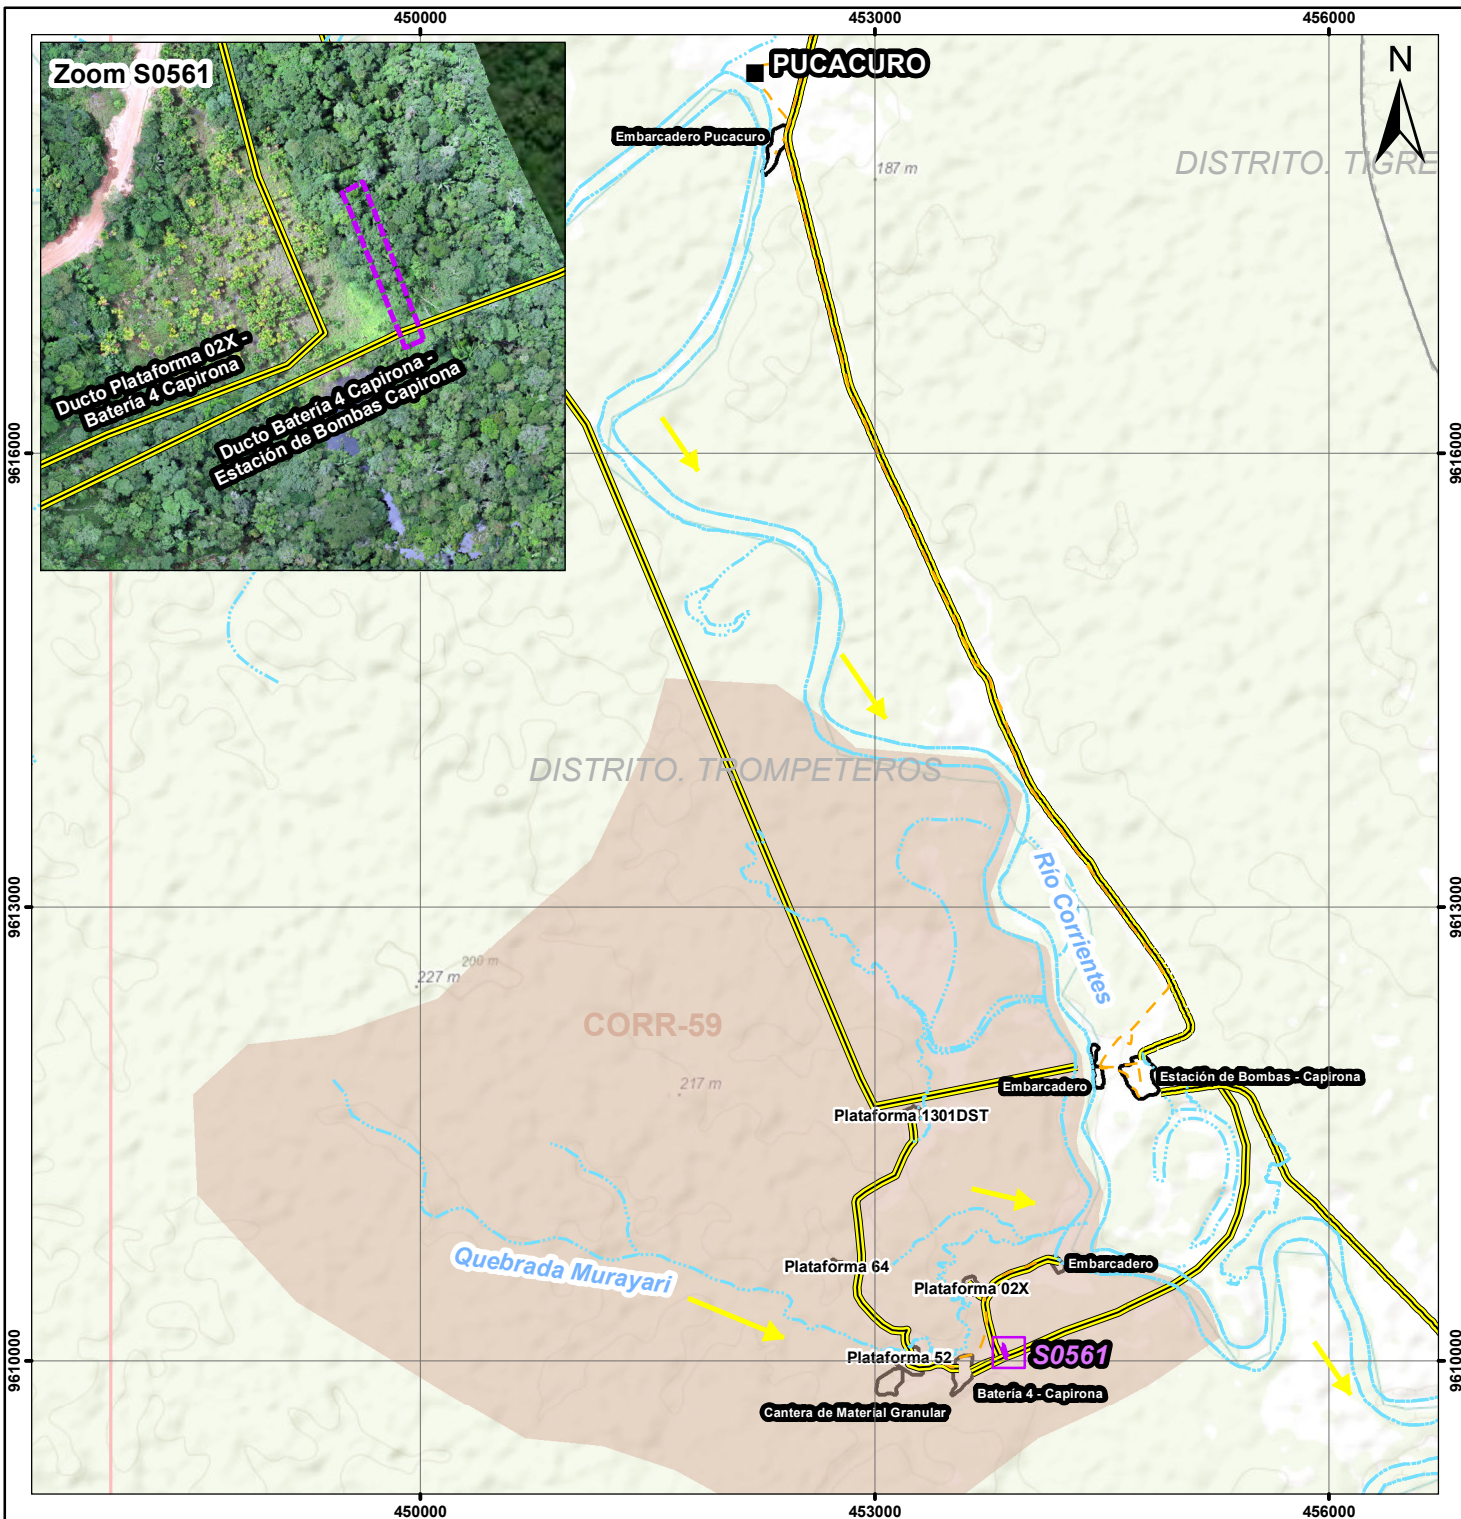 450000
453000
456000
Zoom S0561
PUCACURO
N
Embarcadero Pucacuro
187 m
DISTRITO. TIGRE
Ducto Plataforma 02X -
Batería 4 Capirona
Ducto Batería 4 Capirona -
Estación de Bombas Capirona
9616000
9616000
DISTRITO. TROMPETEROS
Río Corrientes
9613000
9613000
200 m
227 m
CORR-59
217 m
Embarcadero
Estación de Bombas - Capirona
Plataforma 1301DST
Quebrada Murayari
Plataforma 64
Embarcadero
Plataforma 02X
Plataforma 52
S0561
9610000
9610000
Batería 4 - Capirona
Cantera de Material Granular
450000
453000
456000